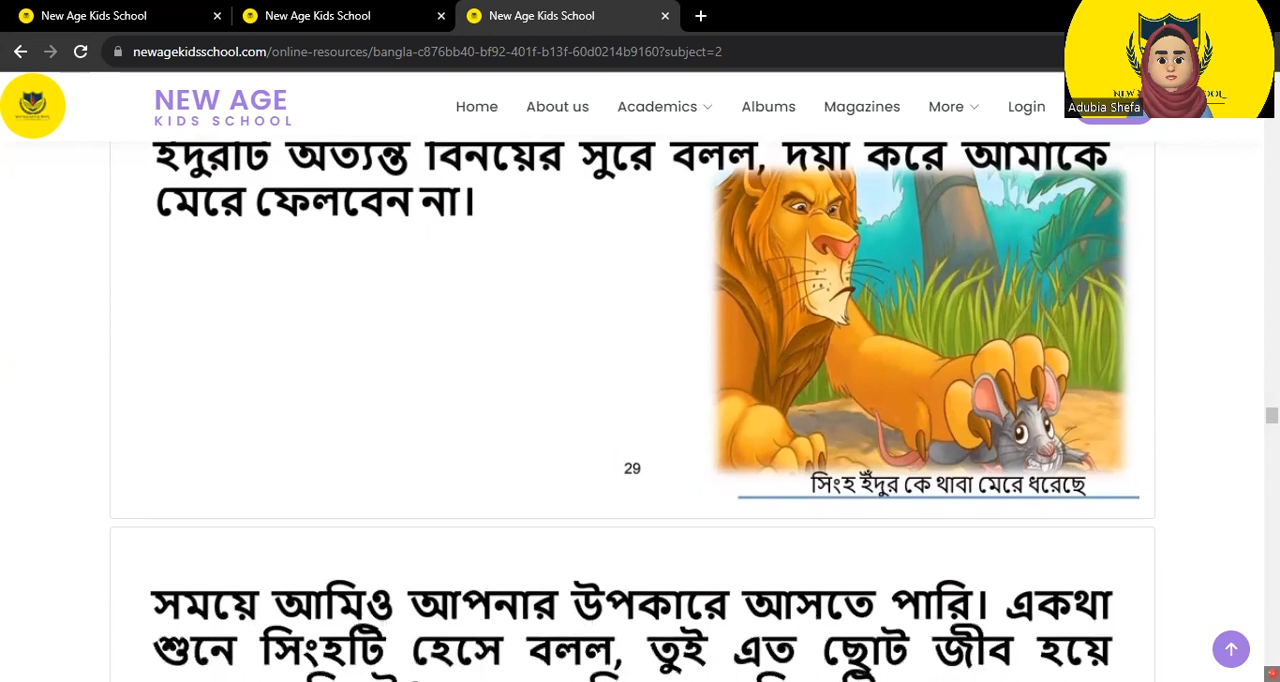 New Age Kids School
New Age Kids School
New Age Kids School
newagekidsschool.com/online-resources/bangla-c876bb40-bf92-401f-b13f-60d0214b9160?subject=2
Adubia Shefa
NEW AGE
KIDS SCHOOL
Home About us Academics Albums Magazines More Login
ইঁদুরটি অত্যন্ত বিনয়ের সুরে বলল, দয়া করে আমাকে
মেরে ফেলবেন না।
29
সিংহ ইঁদুর কে থাবা মেরে ধরেছে
সময়ে আমিও আপনার উপকারে আসতে পারি। একথা
শুনে সিংহটি হেসে বলল, তুই এত ছোট জীব হয়ে